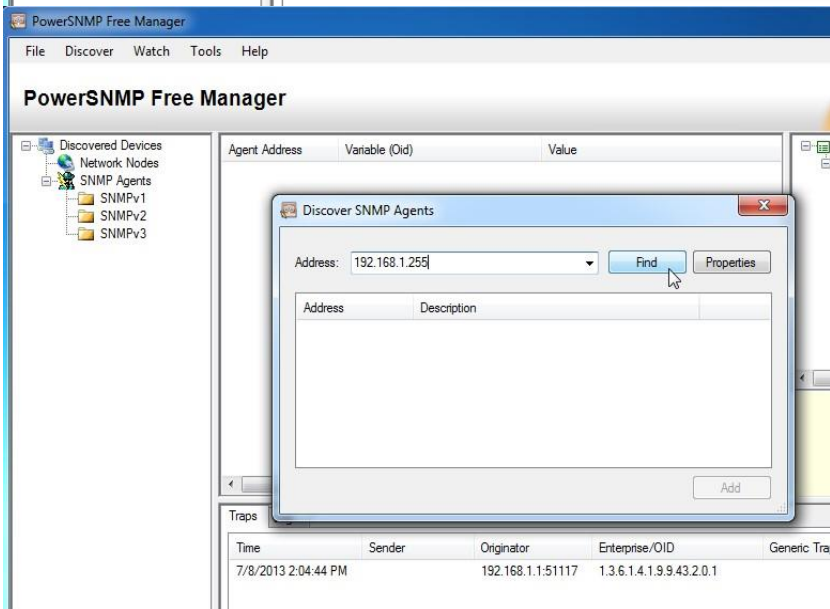 PowerSNMP Free Manager
File Discover Watch Tools Help
PowerSNMP Free Manager
Discovered Devices
Network Nodes
SNMP Agents
SNMPv1
SNMPv2
SNMPv3
Agent Address Variable (Oid) Value
Discover SNMP Agents
Address: 192.168.1.255 Find Properties
Address Description
Add
Traps
Time Sender Originator Enterprise/OID Generic Tra
7/8/2013 2:04:44 PM 192.168.1.1:51117 1.3.6.1.4.1.9.9.43.2.0.1